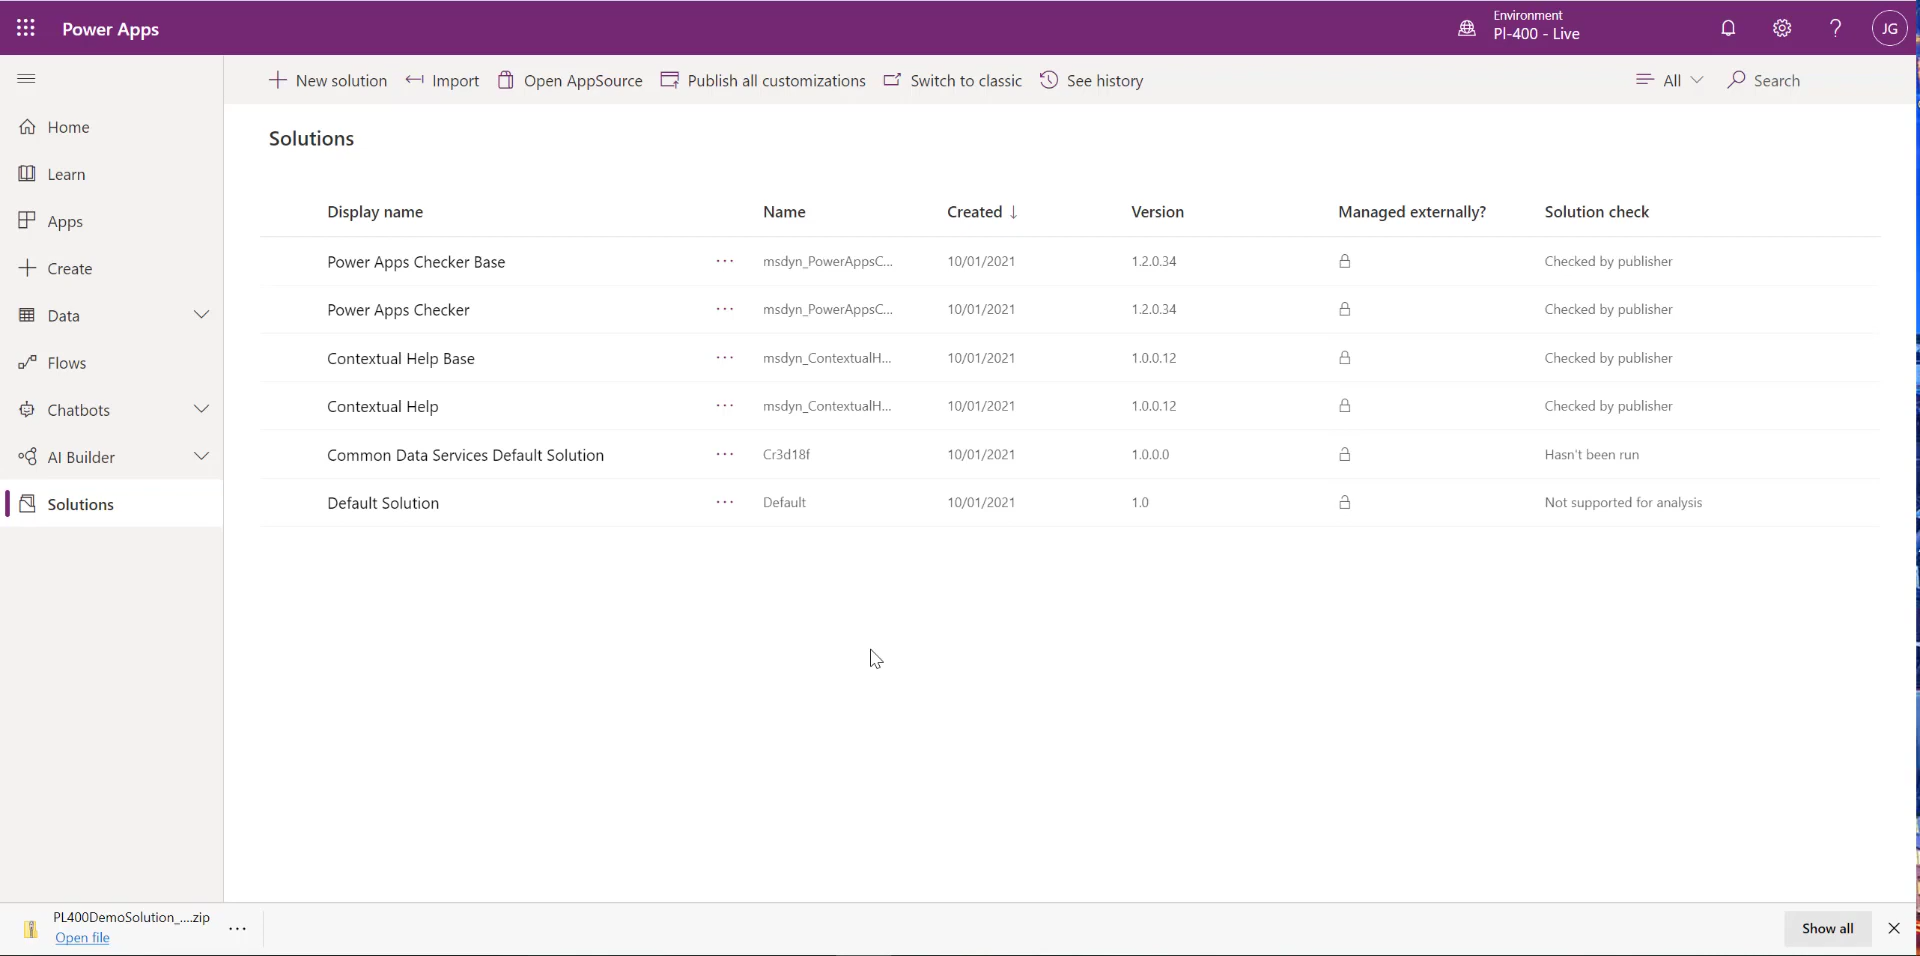 Power Apps
Environment
Pl-400 - Live
JG
New solution Import Open AppSource Publish all customizations Switch to classic See history All Search
Home
Learn
Apps
Create
Data
Flows
Chatbots
AI Builder
Solutions
Solutions
Display name Name Created ↓ Version Managed externally? Solution check
Power Apps Checker Base ... msdyn_PowerAppsC... 10/01/2021 1.2.0.34 Checked by publisher
Power Apps Checker ... msdyn_PowerAppsC... 10/01/2021 1.2.0.34 Checked by publisher
Contextual Help Base ... msdyn_ContextualH... 10/01/2021 1.0.0.12 Checked by publisher
Contextual Help ... msdyn_ContextualH... 10/01/2021 1.0.0.12 Checked by publisher
Common Data Services Default Solution ... Cr3d18f 10/01/2021 1.0.0.0 Hasn't been run
Default Solution ... Default 10/01/2021 1.0 Not supported for analysis
PL400DemoSolution_....zip
Open file
...
Show all